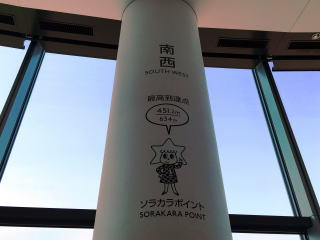 南西
SOUTH WEST
最高到達点
451.2m
634m
ソラカラポイント
SORAKARA POINT